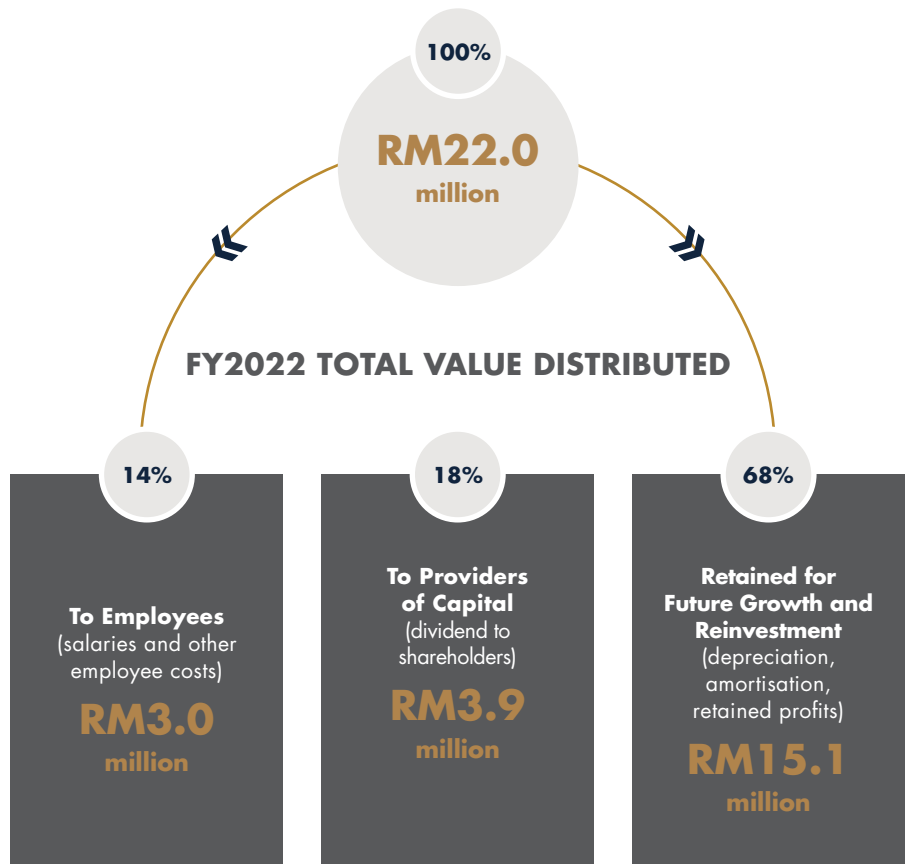 100%
RM22.0
million
FY2022 TOTAL VALUE DISTRIBUTED
14%
To Employees
(salaries and other
employee costs)
RM3.0
million
18%
To Providers
of Capital
(dividend to
shareholders)
RM3.9
million
68%
Retained for
Future Growth and
Reinvestment
(depreciation,
amortisation,
retained profits)
RM15.1
million